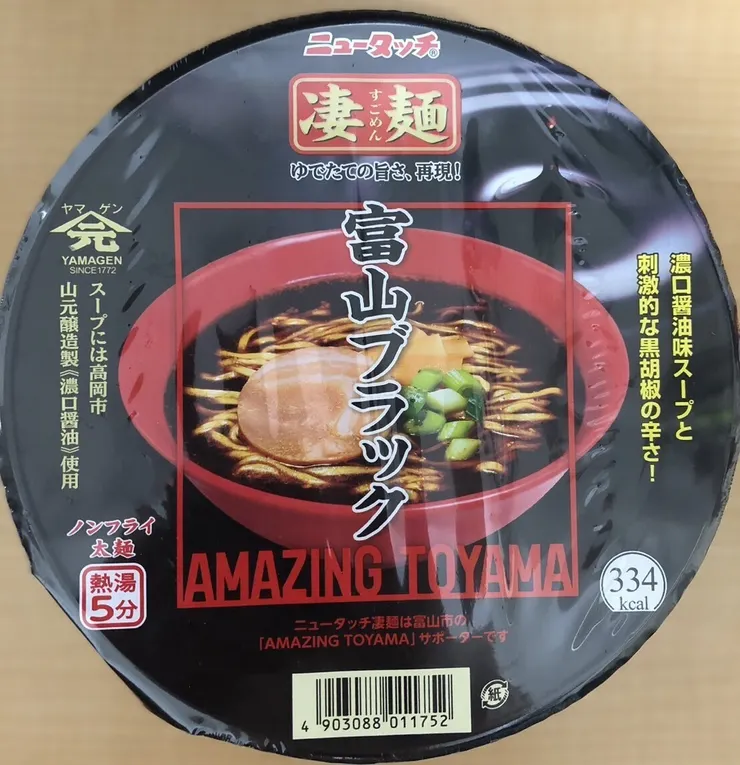 ニュータッチ®
凄麺
すごめん
ゆでたての旨さ、再現！
ヤマゲン
元
YAMAGEN
SINCE1772
スープには高岡市
山元醸造製《濃口醤油》使用
富山ブラック
濃口醤油味スープと
刺激的な黒胡椒の辛さ！
ノンフライ
太麺
熱湯
5分
AMAZING TOYAMA
334
kcal
ニュータッチ凄麺は富山市の
「AMAZING TOYAMA」サポーターです
紙
4 903088 011752